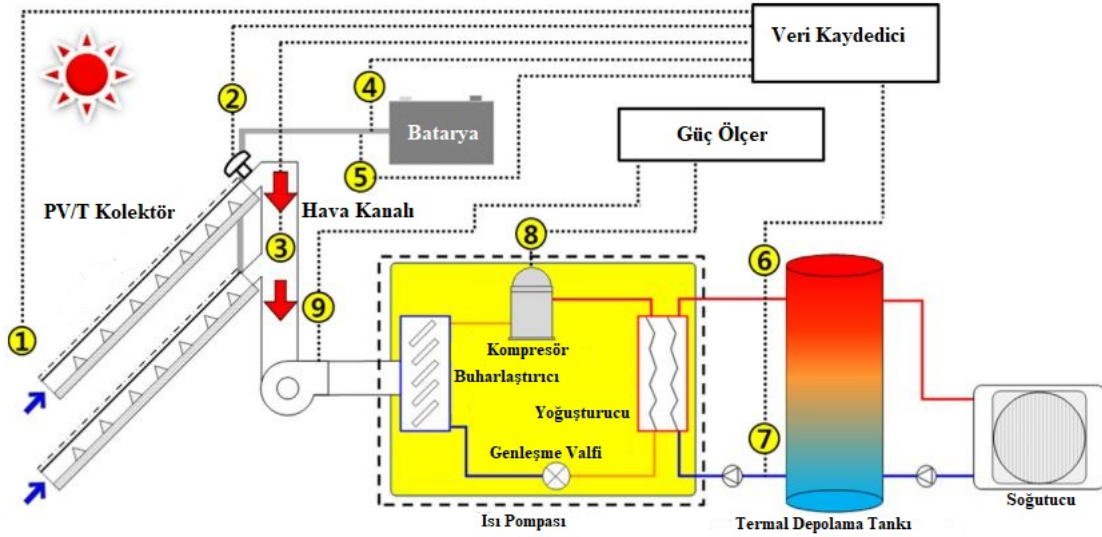 Veri Kaydedici
2
4
Batarya
Güç Ölçer
5
PV/T Kolektör
Hava Kanalı
3
8
6
9
1
Kompresör
Buharlaştırıcı
Yoğuşturucu
7
Genleşme Valfi
Soğutucu
Isı Pompası
Termal Depolama Tankı